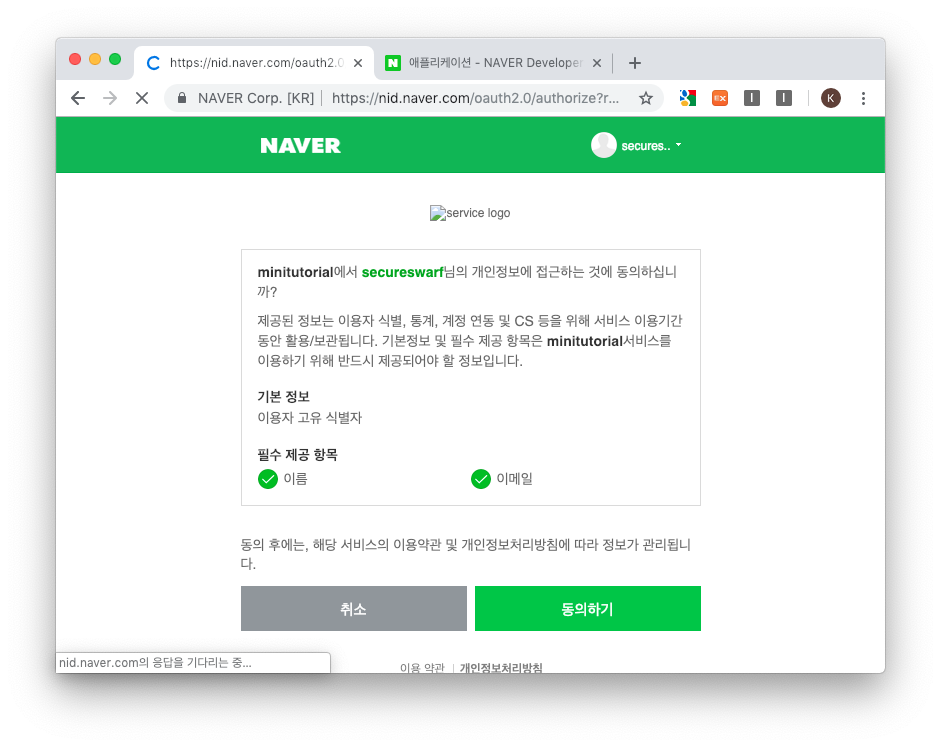 https://nid.naver.com/oauth2.0
애플리케이션 - NAVER Developer
NAVER Corp. [KR]
https://nid.naver.com/oauth2.0/authorize?r...
EX
K
NAVER
secures..
service logo
minitutorial에서 secureswarf님의 개인정보에 접근하는 것에 동의하십니
까?
제공된 정보는 이용자 식별, 통계, 계정 연동 및 CS 등을 위해 서비스 이용기간
동안 활용/보관됩니다. 기본정보 및 필수 제공 항목은 minitutorial서비스를
이용하기 위해 반드시 제공되어야 할 정보입니다.
기본 정보
이용자 고유 식별자
필수 제공 항목
이름
이메일
동의 후에는, 해당 서비스의 이용약관 및 개인정보처리방침에 따라 정보가 관리됩니
다.
취소
동의하기
nid.naver.com의 응답을 기다리는 중...
이용 약관
개인정보처리방침